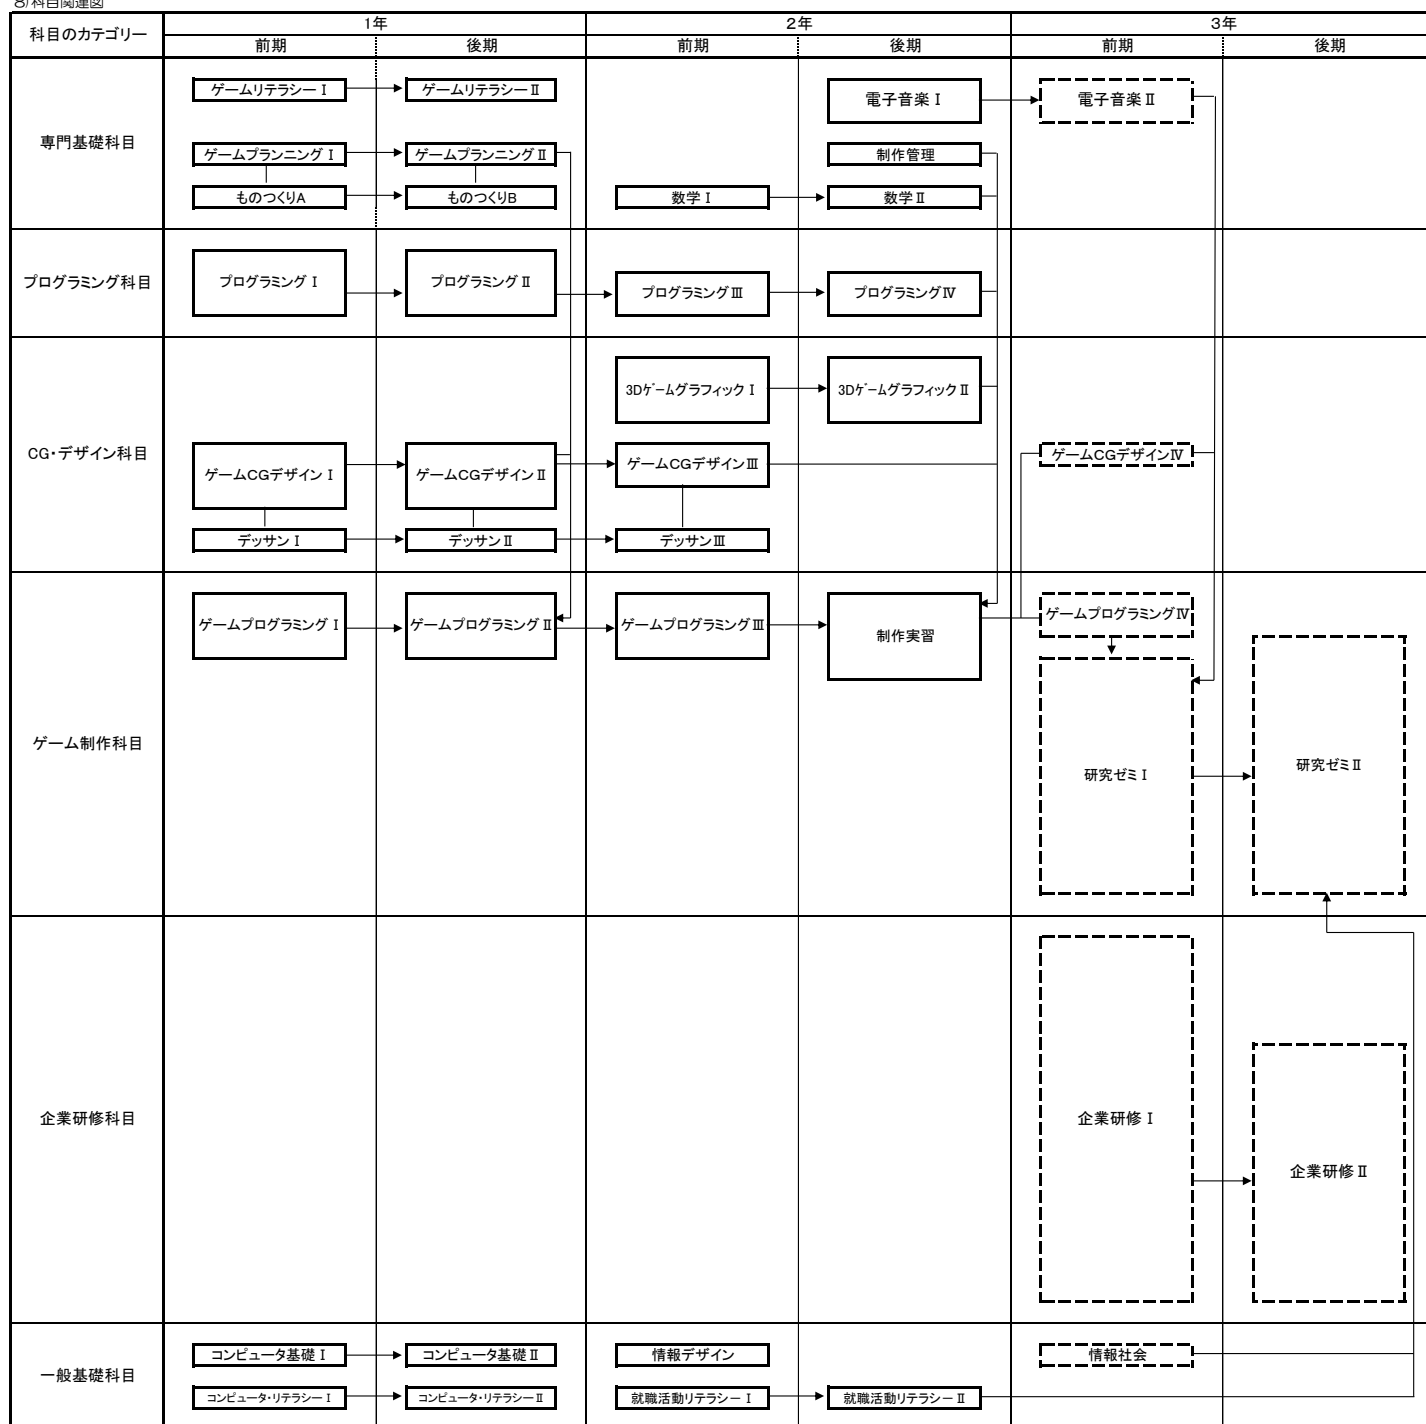 8)科目関連図
科目のカテゴリー
1年
2年
3年
前期
後期
前期
後期
前期
後期
専門基礎科目
ゲームリテラシーⅠ
ゲームリテラシーⅡ
電子音楽Ⅰ
電子音楽Ⅱ
ゲームプランニングⅠ
ゲームプランニングⅡ
制作管理
ものつくりA
ものつくりB
数学Ⅰ
数学Ⅱ
プログラミング科目
プログラミングⅠ
プログラミングⅡ
プログラミングⅢ
プログラミングⅣ
CG・デザイン科目
3DゲームグラフィックⅠ
3DゲームグラフィックⅡ
ゲームCGデザインⅠ
ゲームCGデザインⅡ
ゲームCGデザインⅢ
ゲームCGデザインⅣ
デッサンⅠ
デッサンⅡ
デッサンⅢ
ゲーム制作科目
ゲームプログラミングⅠ
ゲームプログラミングⅡ
ゲームプログラミングⅢ
制作実習
ゲームプログラミングⅣ
研究ゼミⅠ
研究ゼミⅡ
企業研修科目
企業研修Ⅰ
企業研修Ⅱ
一般基礎科目
コンピュータ基礎Ⅰ
コンピュータ基礎Ⅱ
情報デザイン
情報社会
コンピュータ・リテラシーⅠ
コンピュータ・リテラシーⅡ
就職活動リテラシーⅠ
就職活動リテラシーⅡ